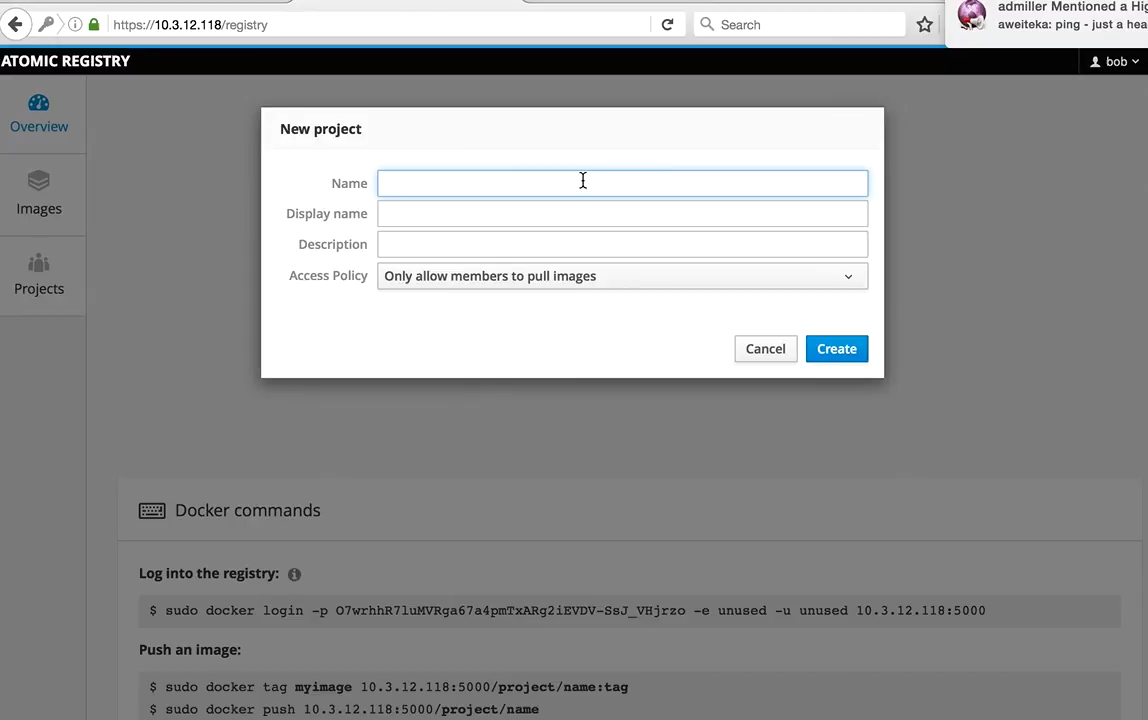 admiller Mentioned a Hig
https://10.3.12.118/registry
Search
aweiteka: ping - just a hea
ATOMIC REGISTRY
bob
Overview
Images
Projects
New project
Name
Display name
Description
Access Policy
Only allow members to pull images
Cancel
Create
Docker commands
Log into the registry:
$ sudo docker login -p O7wrhhR7luMVRga67a4pmTxARg2iEVDV-SsJ_VHjrzo -e unused -u unused 10.3.12.118:5000
Push an image:
$ sudo docker tag myimage 10.3.12.118:5000/project/name:tag
$ sudo docker push 10.3.12.118:5000/project/name